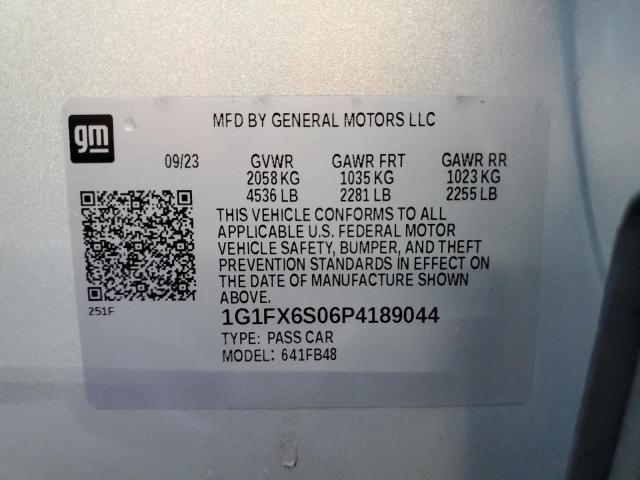 MFD BY GENERAL MOTORS LLC
gm
09/23 GVWR GAWR FRT GAWR RR
2058 KG 1035 KG 1023 KG
4536 LB 2281 LB 2255 LB
THIS VEHICLE CONFORMS TO ALL
APPLICABLE U.S. FEDERAL MOTOR
VEHICLE SAFETY, BUMPER, AND THEFT
PREVENTION STANDARDS IN EFFECT ON
THE DATE OF MANUFACTURE SHOWN
ABOVE.
251F
1G1FX6S06P4189044
TYPE: PASS CAR
MODEL: 641FB48